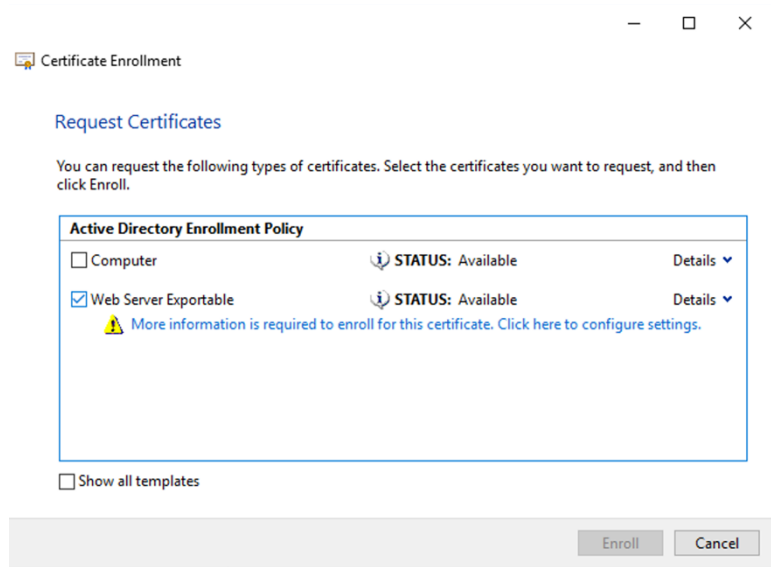 Certificate Enrollment
Request Certificates
You can request the following types of certificates. Select the certificates you want to request, and then
click Enroll.
Active Directory Enrollment Policy
Computer STATUS: Available Details
Web Server Exportable STATUS: Available Details
More information is required to enroll for this certificate. Click here to configure settings.
Show all templates
Enroll Cancel